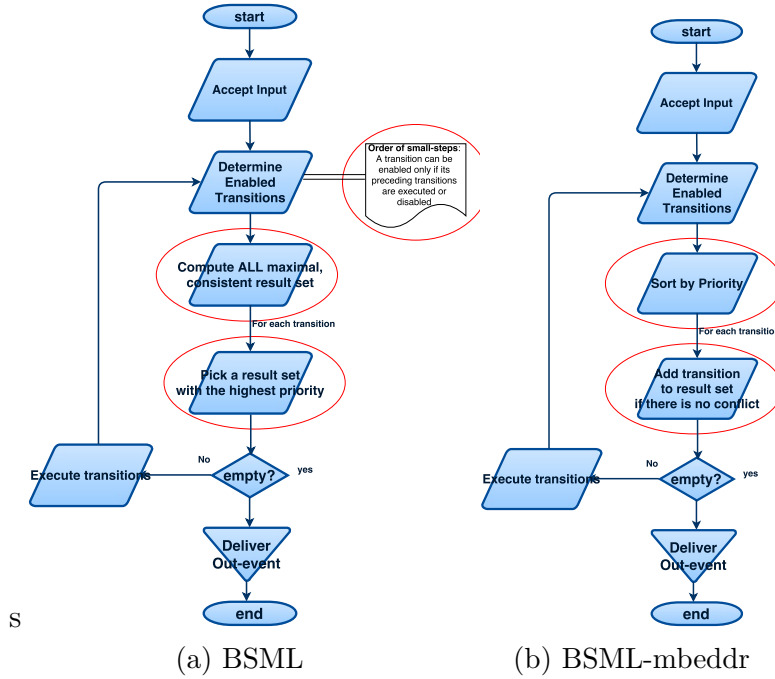 start
Accept Input
Determine
Enabled
Transitions
Order of small-steps:
A transition can be
enabled only if its
preceding transitions
are executed or
disabled
Compute ALL maximal,
consistent result set
For each transition
Pick a result set
with the highest priority
No
yes
Execute transitions
empty?
Deliver
Out-event
end
s
(a) BSML
start
Accept Input
Determine
Enabled
Transitions
Sort by Priority
For each transitio
Add transition
to result set
if there is no conflict
No
yes
Execute transitions
empty?
Deliver
Out-event
end
(b) BSML-mbeddr